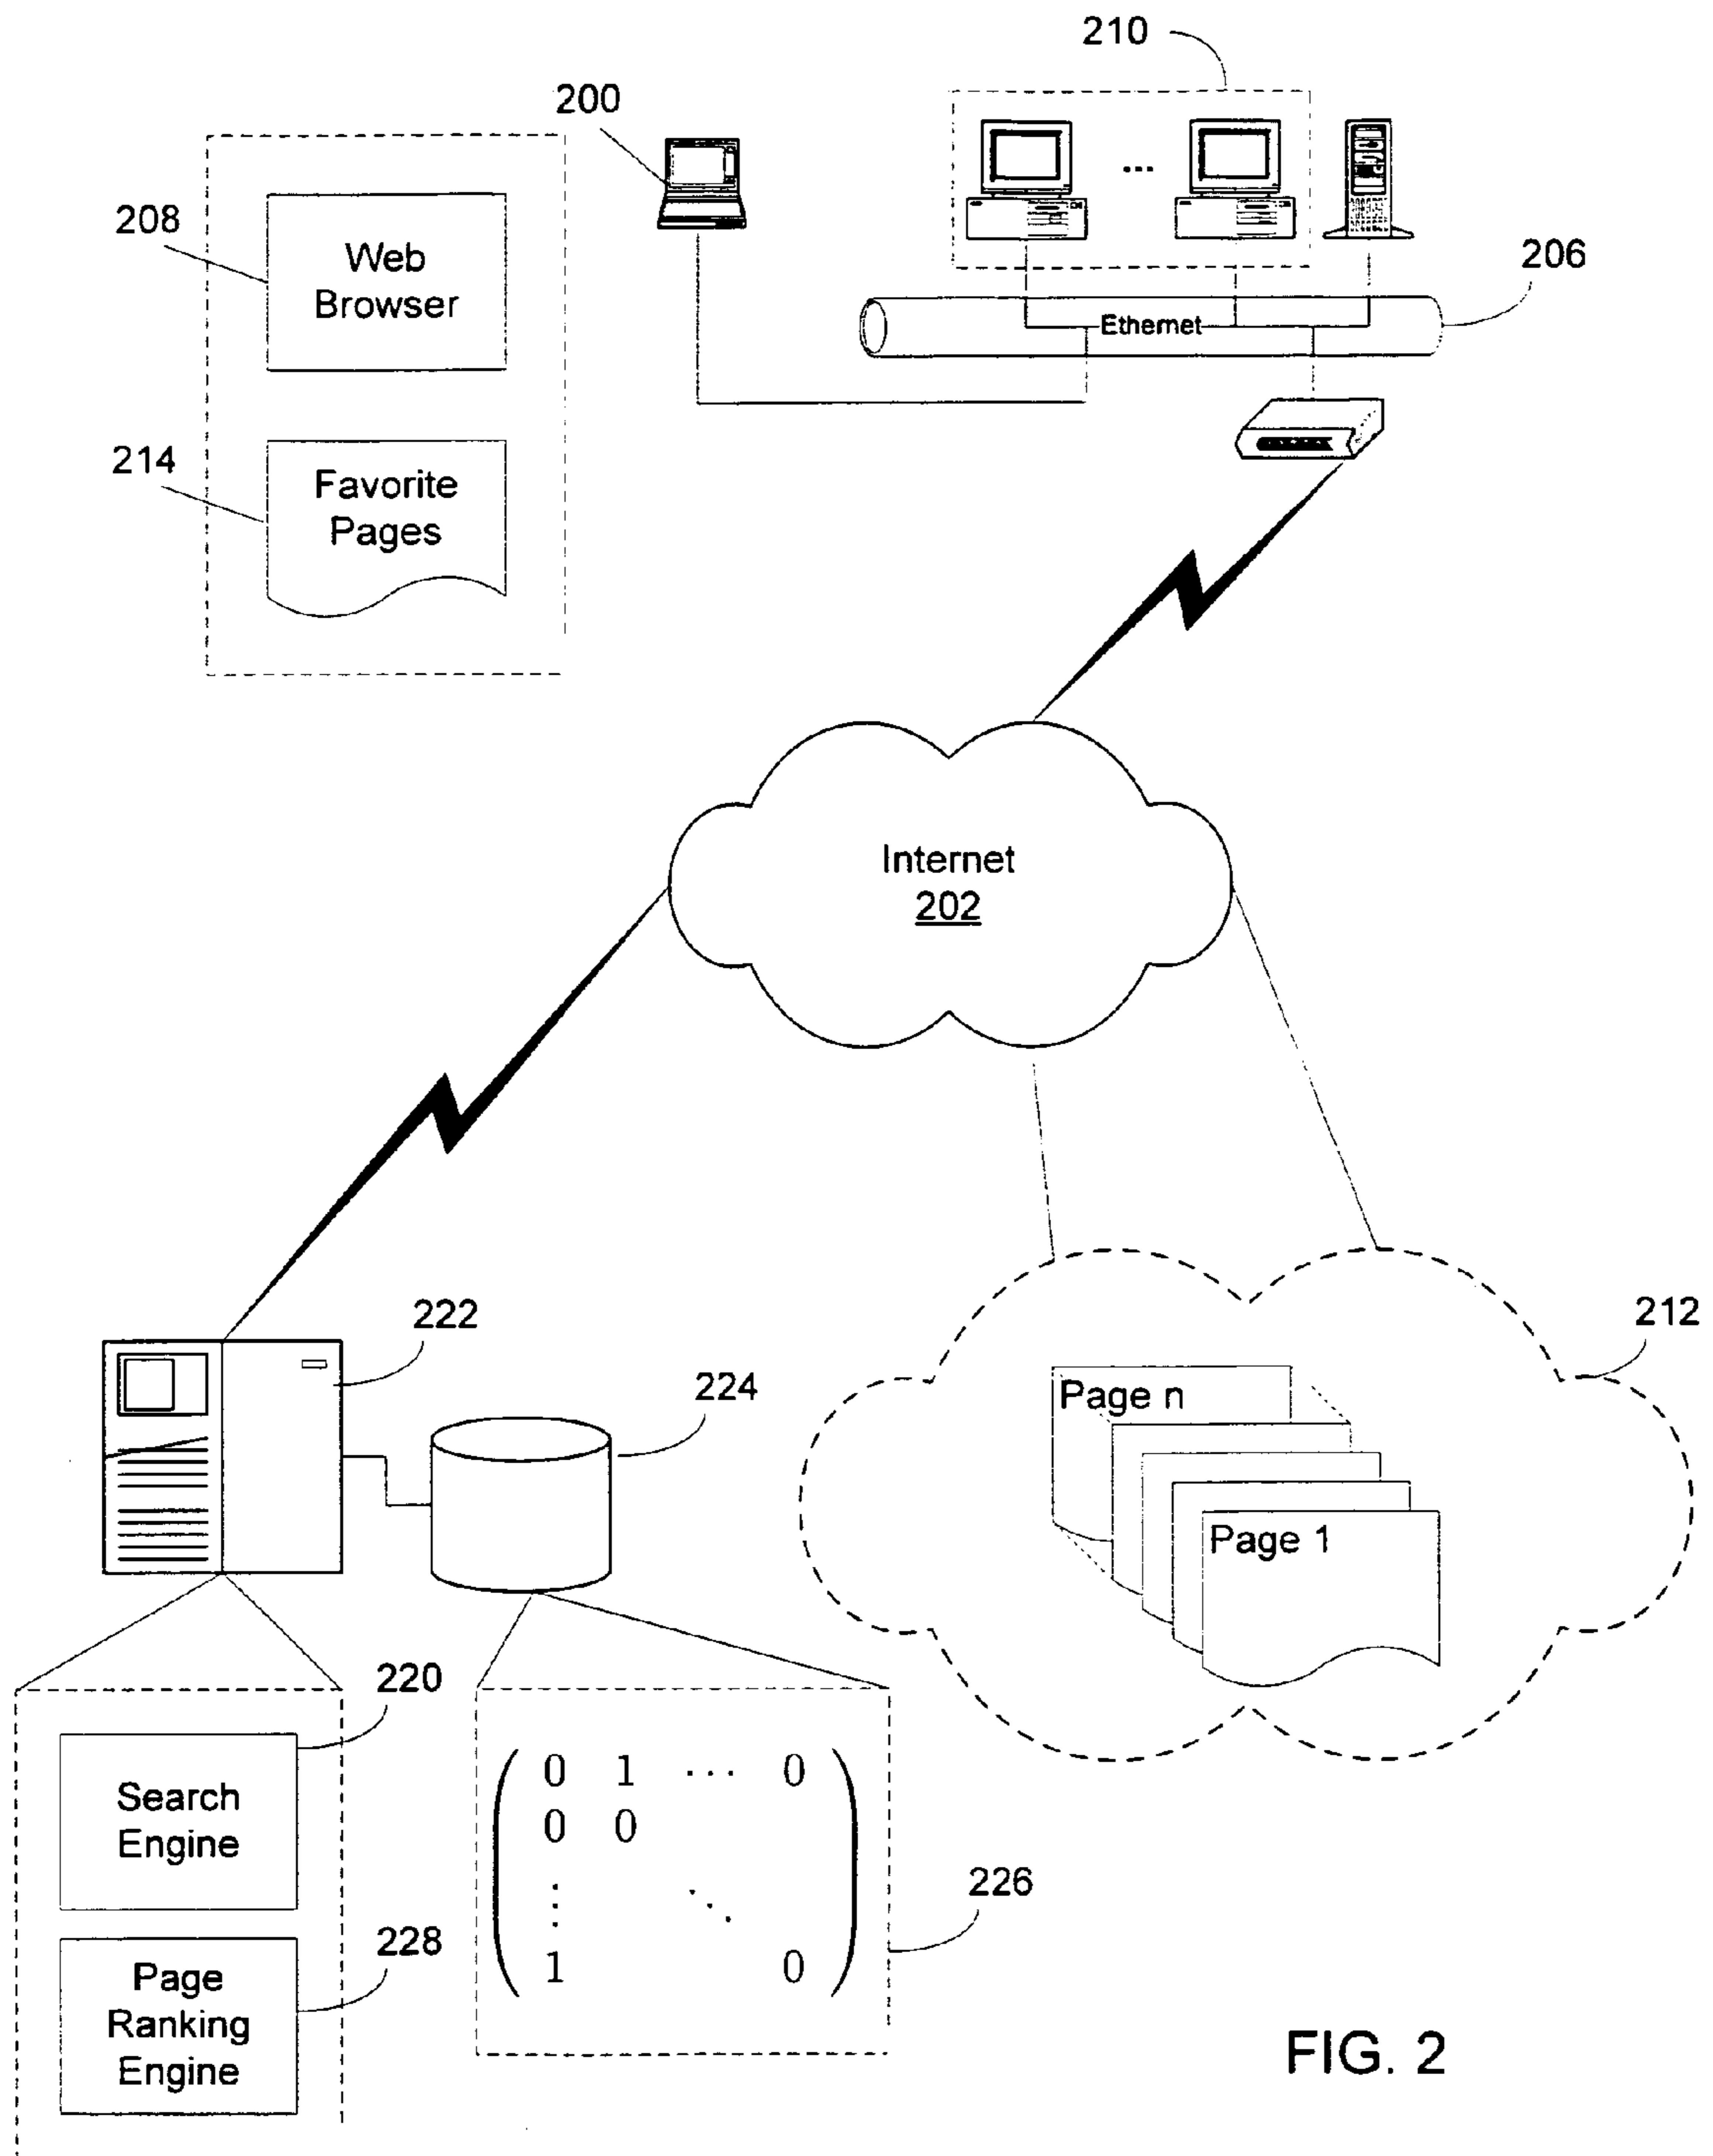 210
200
208
Web
Browser
206
Ethernet
214
Favorite
Pages
Internet
202
222
212
224
Page n
Page 1
220
Search
Engine
0 1 ... 0
0 0
⋮ ⋱
1 0
226
228
Page
Ranking
Engine
FIG. 2